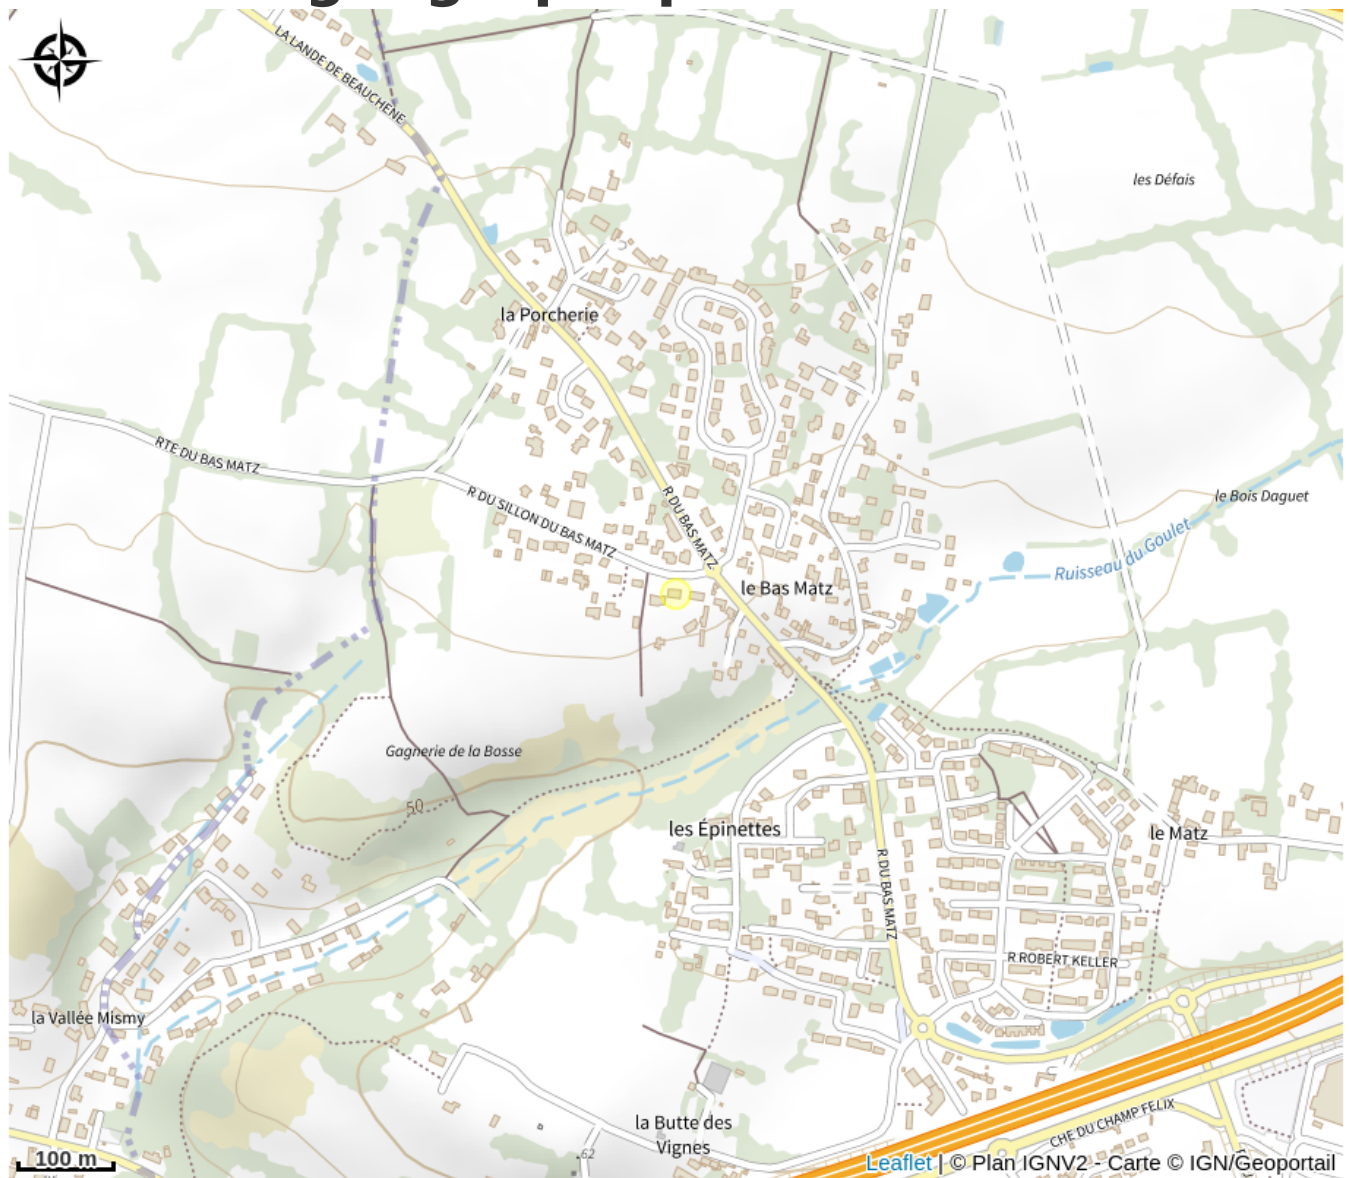 LA LANDE DE BEAUCHENE
les Défais
la Porcherie
RTE DU BAS MATZ
R DU SILLON DU BAS MATZ
R DU BAS MATZ
le Bois Daguet
Ruisseau du Goulet
le Bas Matz
Gagnerie de la Bosse
50
les Épinettes
le Matz
R DU BAS MATZ
R ROBERT KELLER
la Vallée Mismy
la Butte des
Vignes
CHE DU CHAMP FELIX
62
100 m
Leaflet | © Plan IGNV2 - Carte © IGN/Geoportail